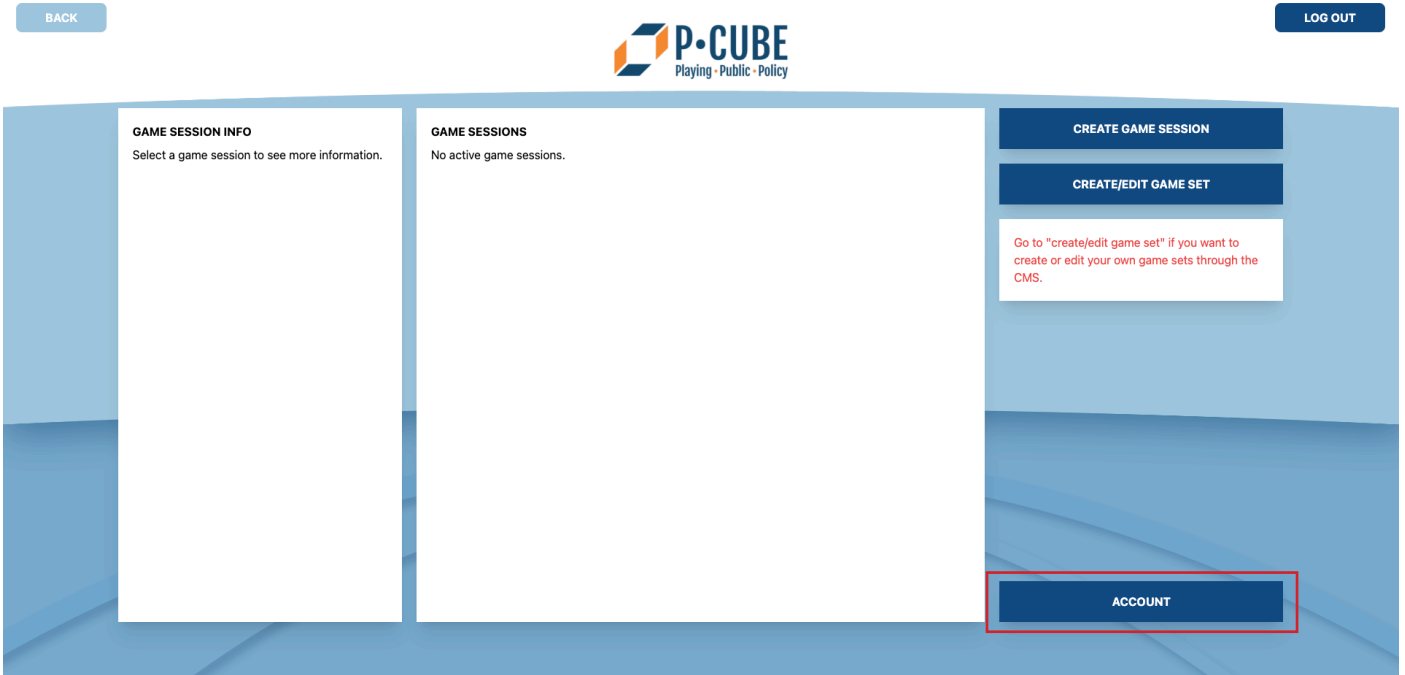 BACK
LOG OUT
P•CUBE
Playing • Public • Policy
GAME SESSION INFO
Select a game session to see more information.
GAME SESSIONS
No active game sessions.
CREATE GAME SESSION
CREATE/EDIT GAME SET
Go to "create/edit game set" if you want to
create or edit your own game sets through the
CMS.
ACCOUNT